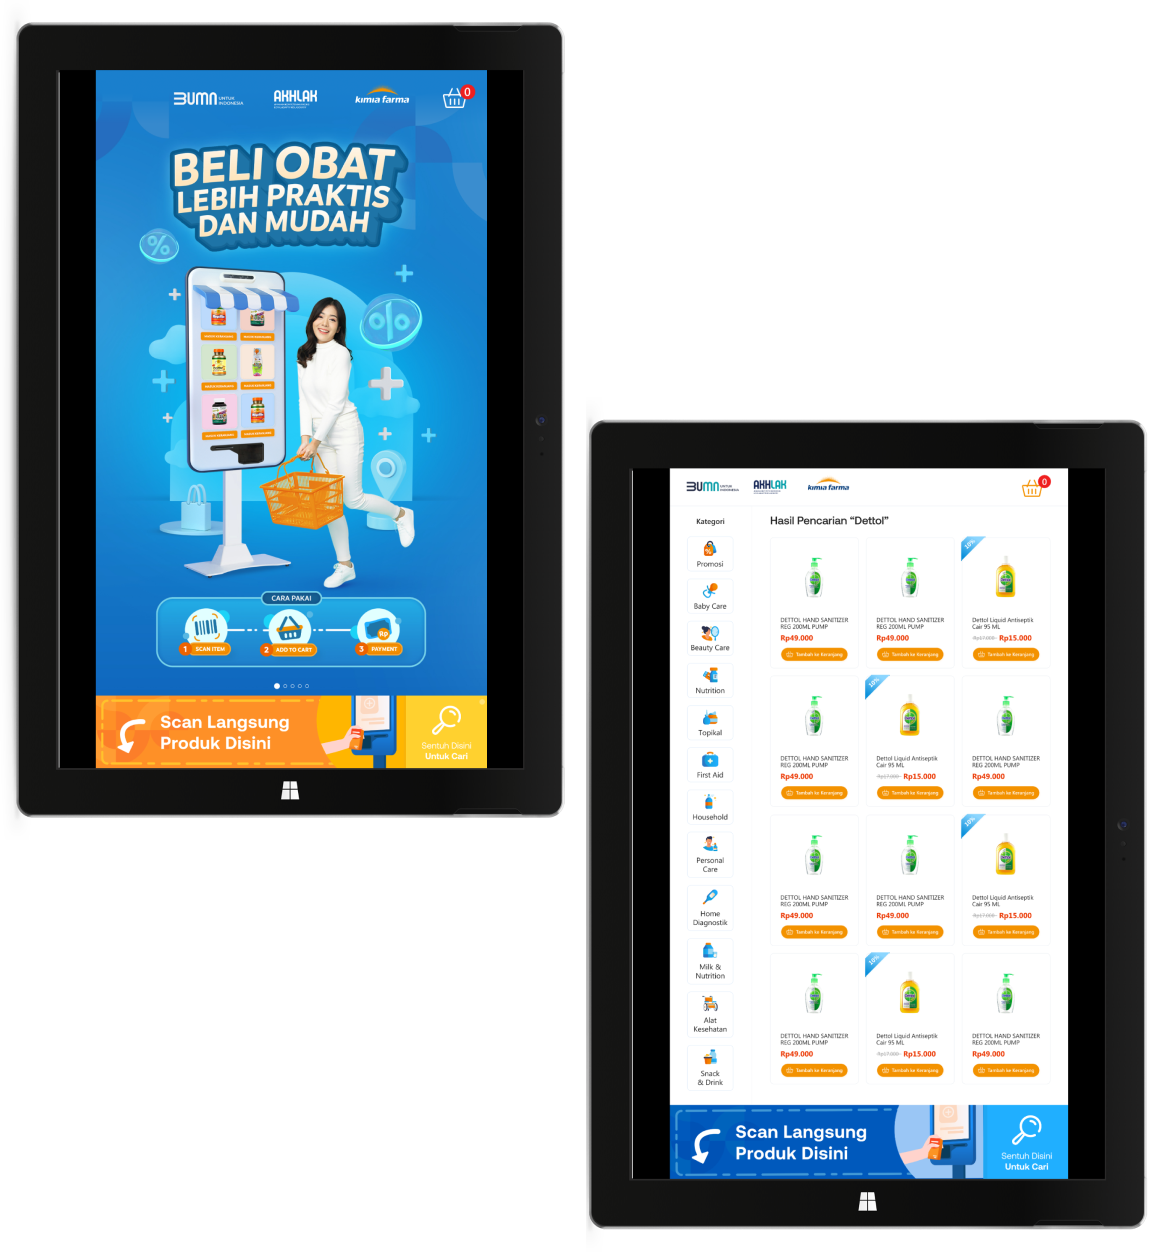 BUMN UNTUK
INDONESIA
AKHLAK
kimia farma
0
BELI OBAT
LEBIH PRAKTIS
DAN MUDAH
%
%
CARA PAKAI
1 SCAN ITEM
2 ADD TO CART
Rp
3 PAYMENT
Scan Langsung
Produk Disini
Sentuh Disini
Untuk Cari
BUMN UNTUK
INDONESIA
AKHLAK
kimia farma
0
Kategori
Promosi
Baby Care
Beauty Care
Nutrition
Topikal
First Aid
Household
Personal
Care
Home
Diagnostik
Milk &
Nutrition
Alat
Kesehatan
Snack
& Drink
Hasil Pencarian “Dettol”
DETTOL HAND SANITIZER
REG 200ML PUMP
Rp49.000
Tambah ke Keranjang
DETTOL HAND SANITIZER
REG 200ML PUMP
Rp49.000
Tambah ke Keranjang
10%
Dettol Liquid Antiseptik
Cair 95 ML
Rp17.000 Rp15.000
Tambah ke Keranjang
DETTOL HAND SANITIZER
REG 200ML PUMP
Rp49.000
Tambah ke Keranjang
10%
Dettol Liquid Antiseptik
Cair 95 ML
Rp17.000 Rp15.000
Tambah ke Keranjang
DETTOL HAND SANITIZER
REG 200ML PUMP
Rp49.000
Tambah ke Keranjang
DETTOL HAND SANITIZER
REG 200ML PUMP
Rp49.000
Tambah ke Keranjang
DETTOL HAND SANITIZER
REG 200ML PUMP
Rp49.000
Tambah ke Keranjang
10%
Dettol Liquid Antiseptik
Cair 95 ML
Rp17.000 Rp15.000
Tambah ke Keranjang
DETTOL HAND SANITIZER
REG 200ML PUMP
Rp49.000
Tambah ke Keranjang
10%
Dettol Liquid Antiseptik
Cair 95 ML
Rp17.000 Rp15.000
Tambah ke Keranjang
DETTOL HAND SANITIZER
REG 200ML PUMP
Rp49.000
Tambah ke Keranjang
Scan Langsung
Produk Disini
Sentuh Disini
Untuk Cari